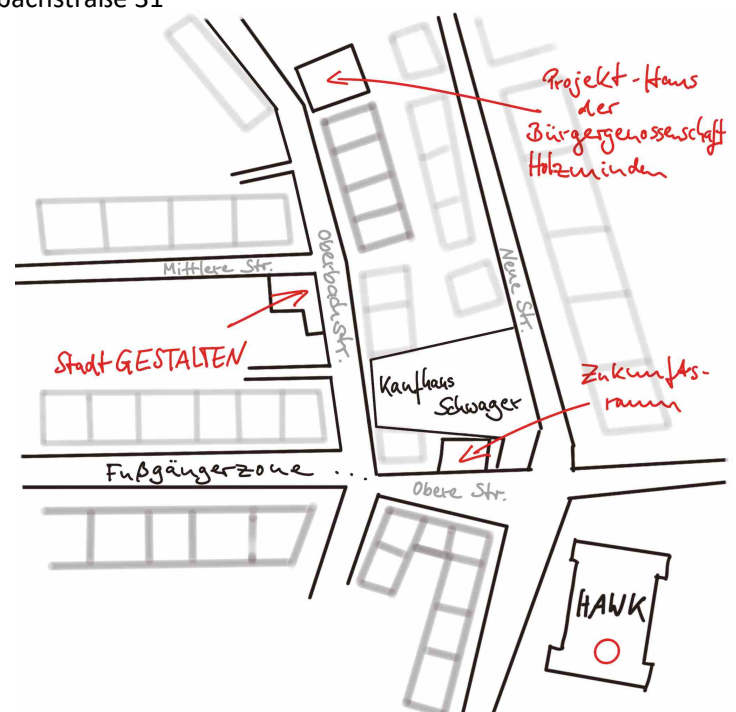 bachstraße 31
Projekt-Haus
der
Bürgergenossenschaft
Holzminden
Oberbachstr.
Neue Str.
Mittlere Str.
Stadt GESTALTEN
Kaufhaus
Schwager
Zukunfts-
raum
Fußgängerzone ...
Obere Str.
HAWK